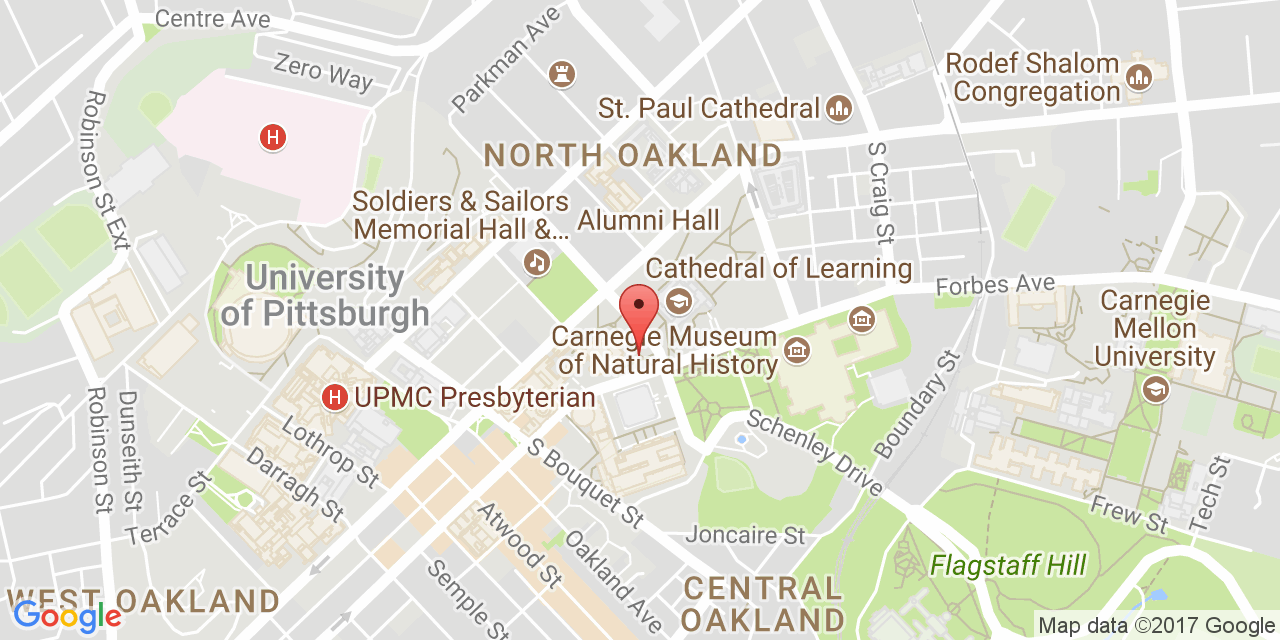 Centre Ave
Zero Way
Parkman Ave
Robinson St Ext
H
St. Paul Cathedral
Rodef Shalom
Congregation
NORTH OAKLAND
S Craig St
Soldiers & Sailors
Memorial Hall &...
Alumni Hall
University
of Pittsburgh
Cathedral of Learning
Forbes Ave
Carnegie Museum
of Natural History
Carnegie
Mellon
University
H
UPMC Presbyterian
Boundary St
Schenley Drive
Robinson St
Dunseith St
Lothrop St
Darragh St
Terrace St
S Bouquet St
Atwood St
Oakland Ave
Semple St
Joncaire St
Frew St
Tech St
Flagstaff Hill
CENTRAL
OAKLAND
WEST OAKLAND
Google
Map data ©2017 Google